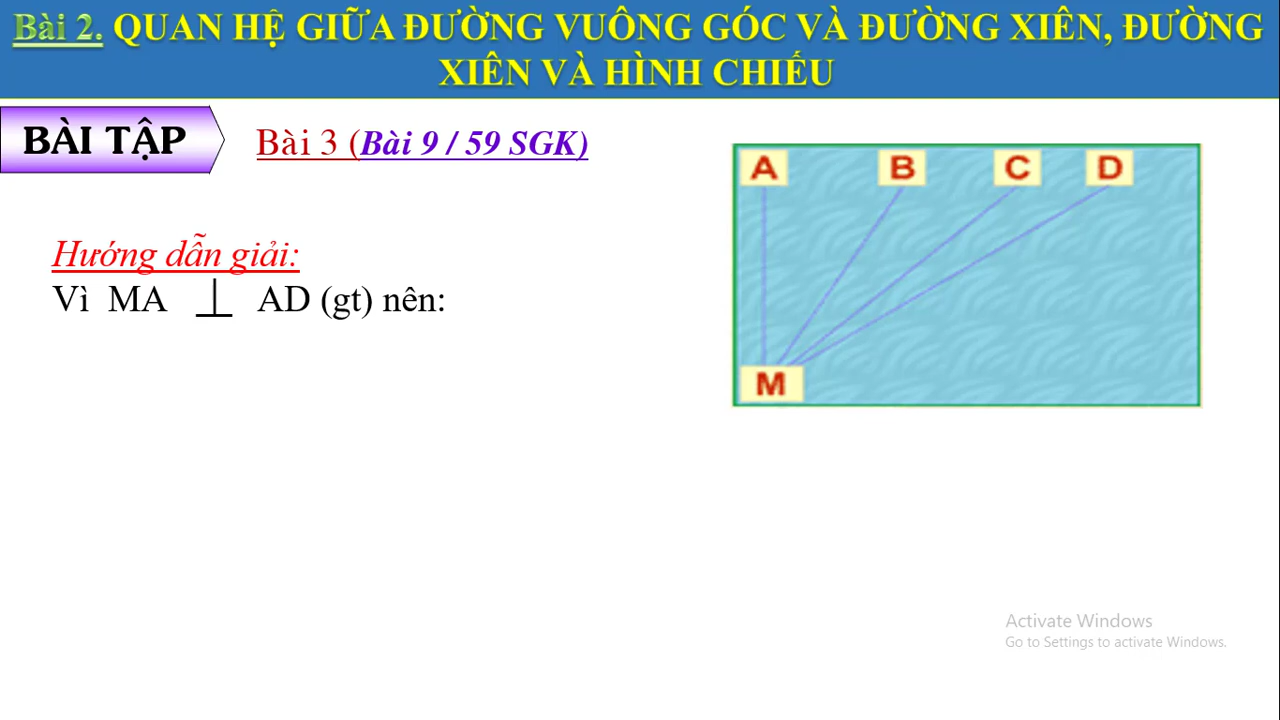 Bài 2. QUAN HỆ GIỮA ĐƯỜNG VUÔNG GÓC VÀ ĐƯỜNG XIÊN, ĐƯỜNG
XIÊN VÀ HÌNH CHIẾU
BÀI TẬP
Bài 3 (Bài 9 / 59 SGK)
A B C D
Hướng dẫn giải:
Vì MA ⊥ AD (gt) nên:
M
Activate Windows
Go to Settings to activate Windows.